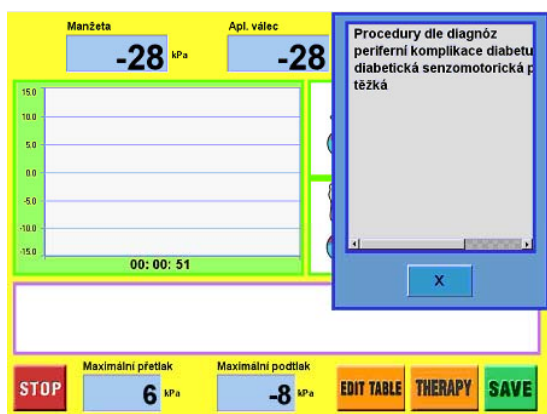 Manžeta
Apl. válec
-28 kPa
-28
Procedury dle diagnóz
periferní komplikace diabetu
diabetická senzomotorická p
těžká
X
15.0
10.0
5.0
0.0
-5.0
-10.0
-15.0
00: 00: 51
STOP
Maximální přetlak
6 kPa
Maximální podtlak
-8 kPa
EDIT TABLE
THERAPY
SAVE